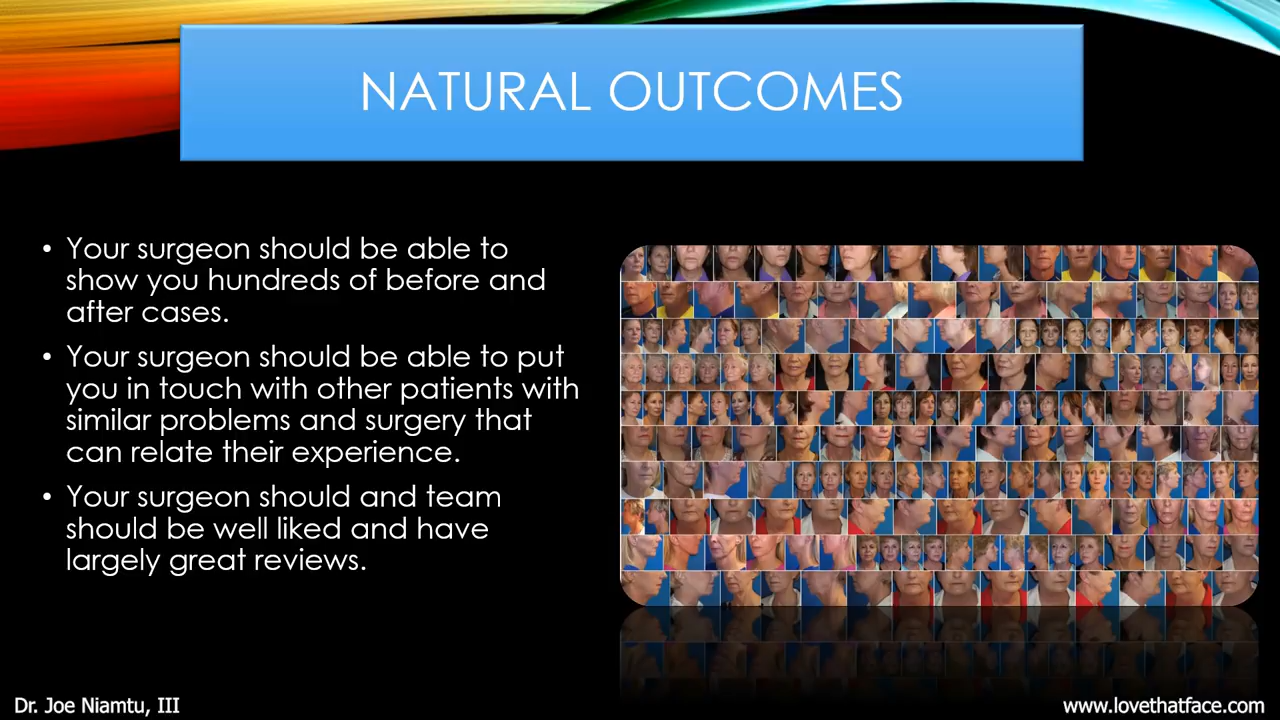 NATURAL OUTCOMES
• Your surgeon should be able to
show you hundreds of before and
after cases.
• Your surgeon should be able to put
you in touch with other patients with
similar problems and surgery that
can relate their experience.
• Your surgeon should and team
should be well liked and have
largely great reviews.
Dr. Joe Niamtu, III
www.lovethatface.com